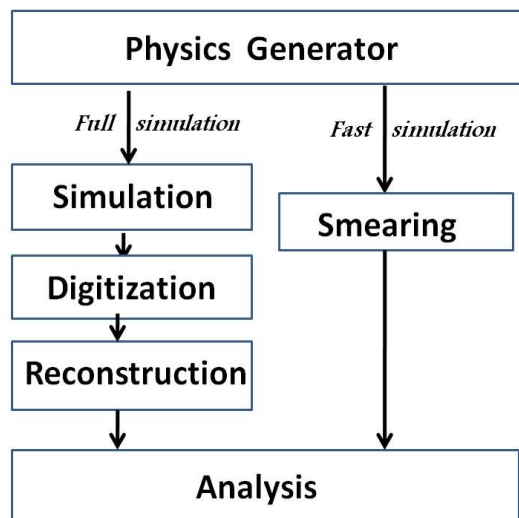 Physics Generator
Full simulation
Fast simulation
Simulation
Smearing
Digitization
Reconstruction
Analysis